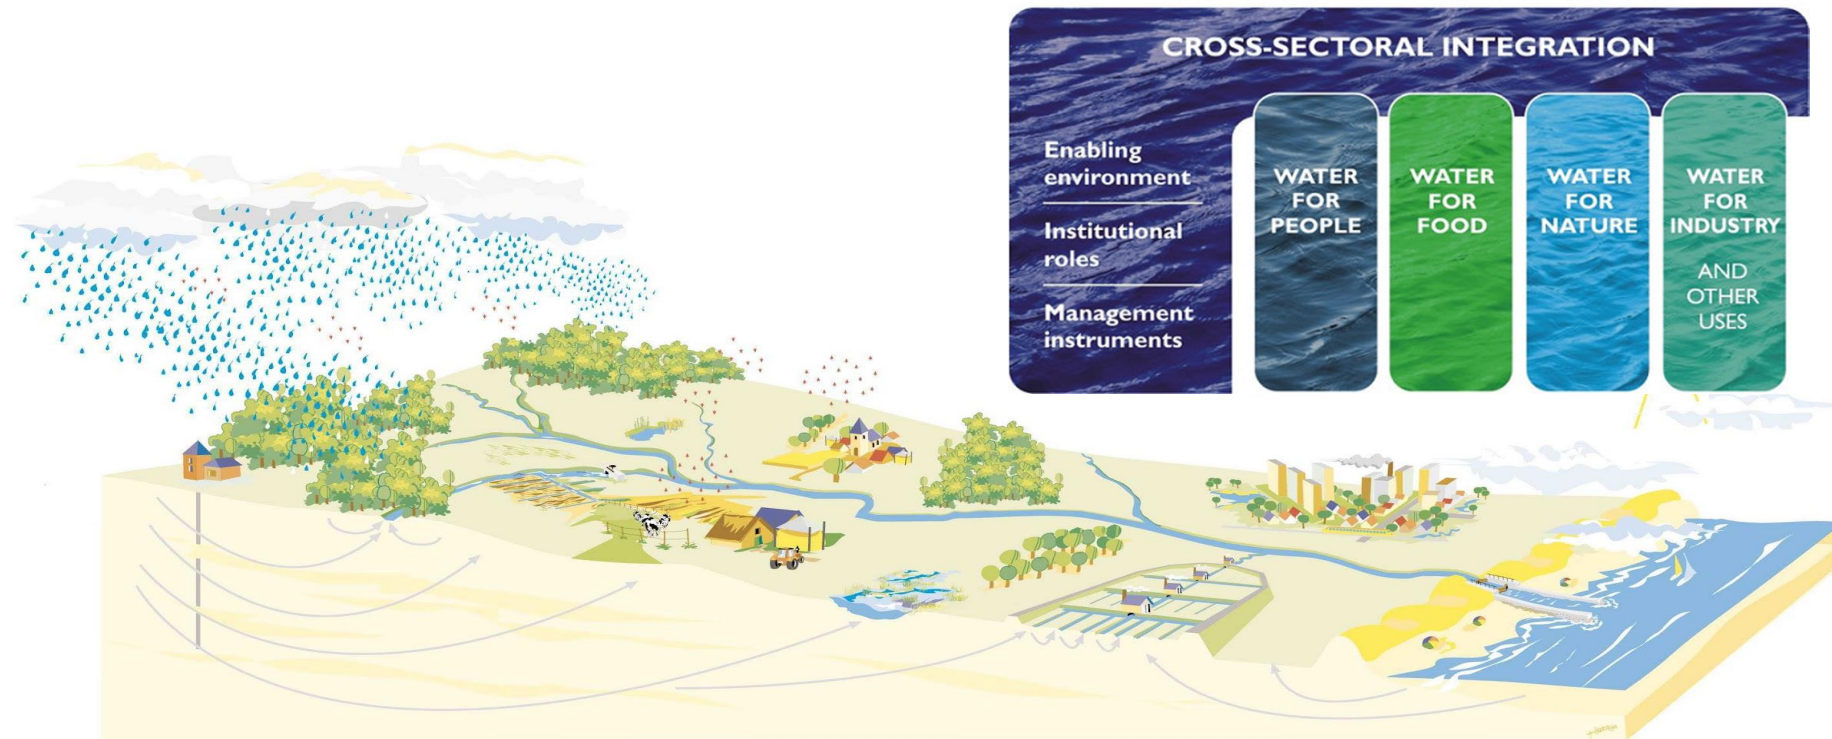 CROSS-SECTORAL INTEGRATION
Enabling
environment
Institutional
roles
Management
instruments
WATER
FOR
PEOPLE
WATER
FOR
FOOD
WATER
FOR
NATURE
WATER
FOR
INDUSTRY
AND
OTHER
USES